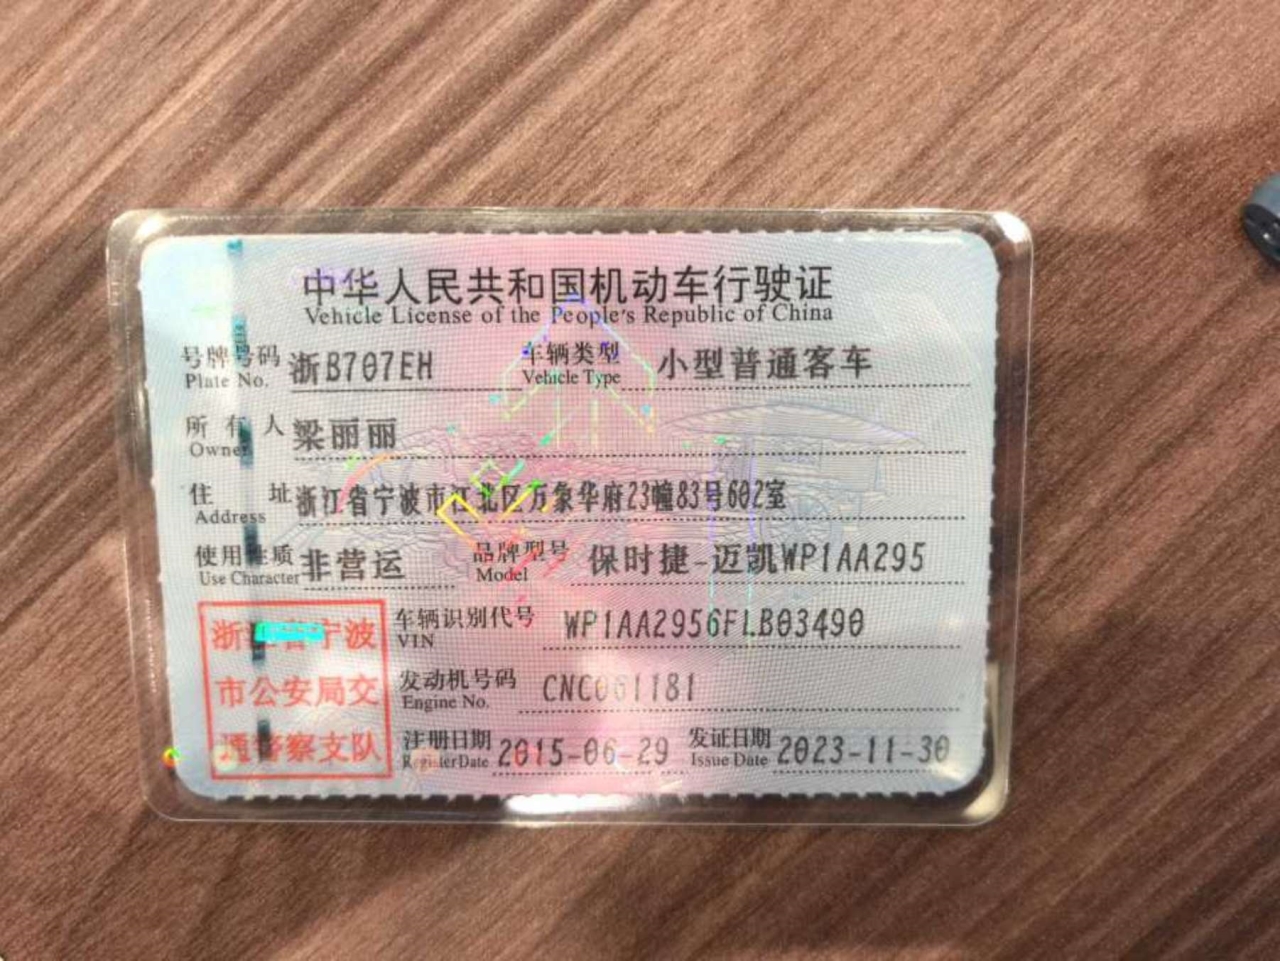 中华人民共和国机动车行驶证
Vehicle License of the People's Republic of China
号牌号码 浙B707EH 车辆类型 小型普通客车
Plate No. Vehicle Type
所有人 梁丽丽
Owner
住址 浙江省宁波市江北区万象华府23幢83号602室
Address
使用性质 非营运 品牌型号 保时捷-迈凯WP1AA295
Use Character Model
浙江省宁波
市公安局交
通警察支队
车辆识别代号 WP1AA2956FLB03490
VIN
发动机号码 CNC061181
Engine No.
注册日期 2015-06-29 发证日期 2023-11-30
Register Date Issue Date